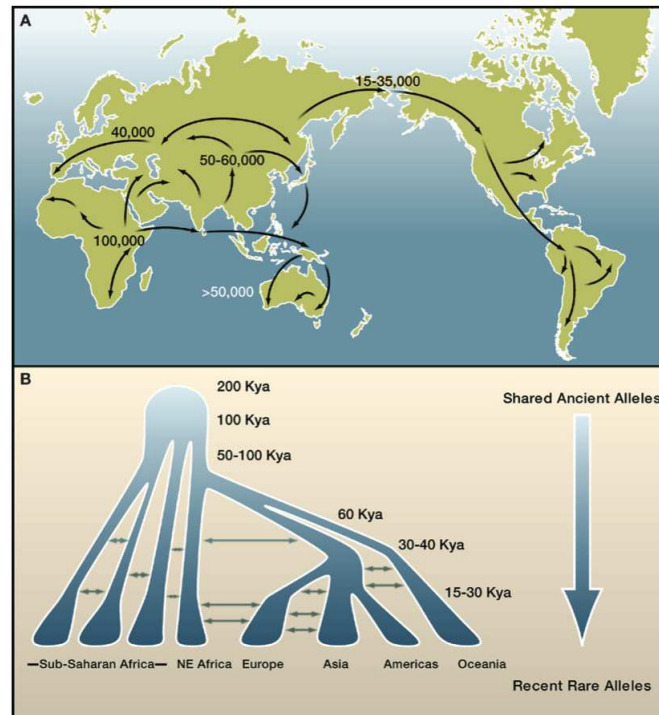 A
15-35,000
40,000
50-60,000
100,000
>50,000
B
200 Kya
100 Kya
50-100 Kya
60 Kya
30-40 Kya
15-30 Kya
Shared Ancient Alleles
Sub-Saharan Africa NE Africa Europe Asia Americas Oceania
Recent Rare Alleles